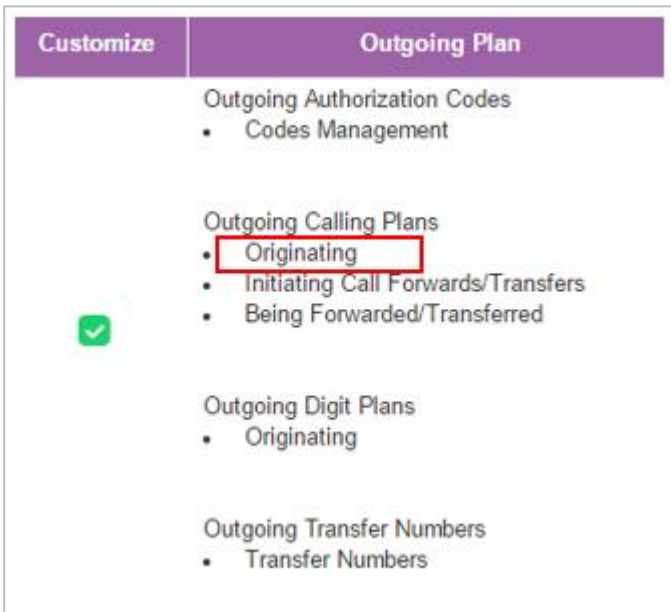 Customize Outgoing Plan
Outgoing Authorization Codes
• Codes Management
Outgoing Calling Plans
• Originating
• Initiating Call Forwards/Transfers
• Being Forwarded/Transferred
Outgoing Digit Plans
• Originating
Outgoing Transfer Numbers
• Transfer Numbers